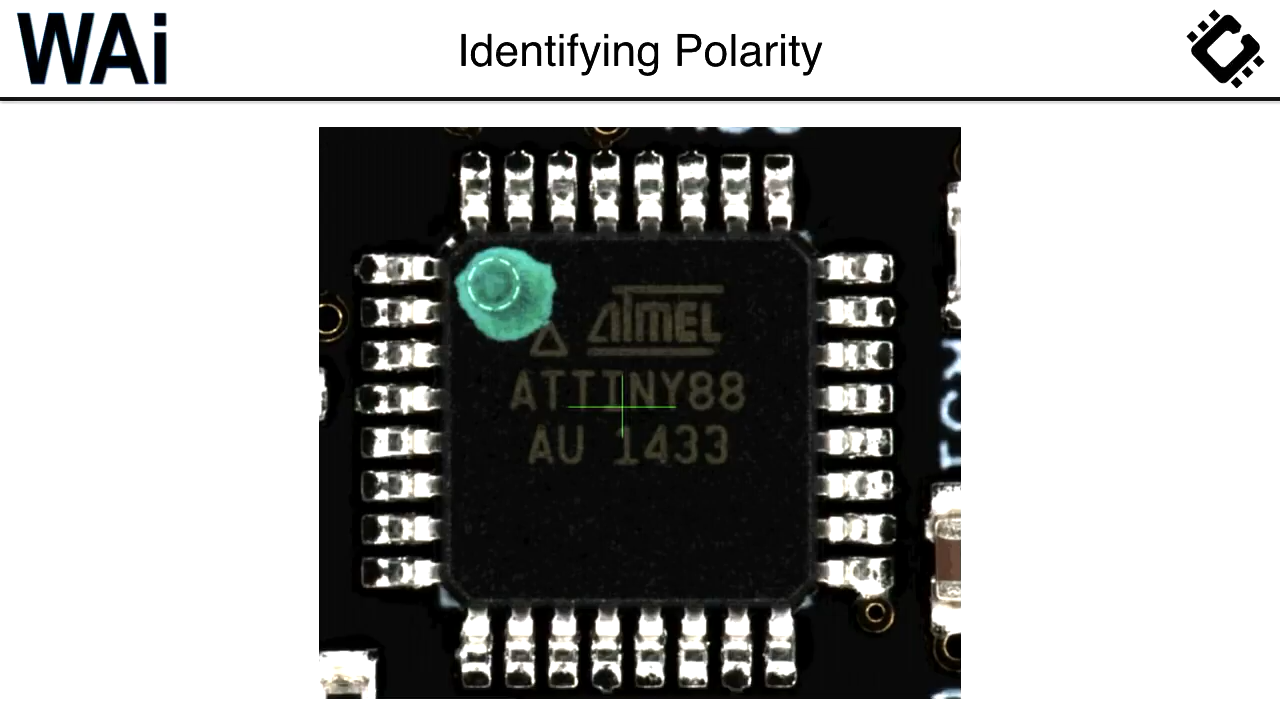 WAi
Identifying Polarity
ATMEL
ATTINY88
AU 1433